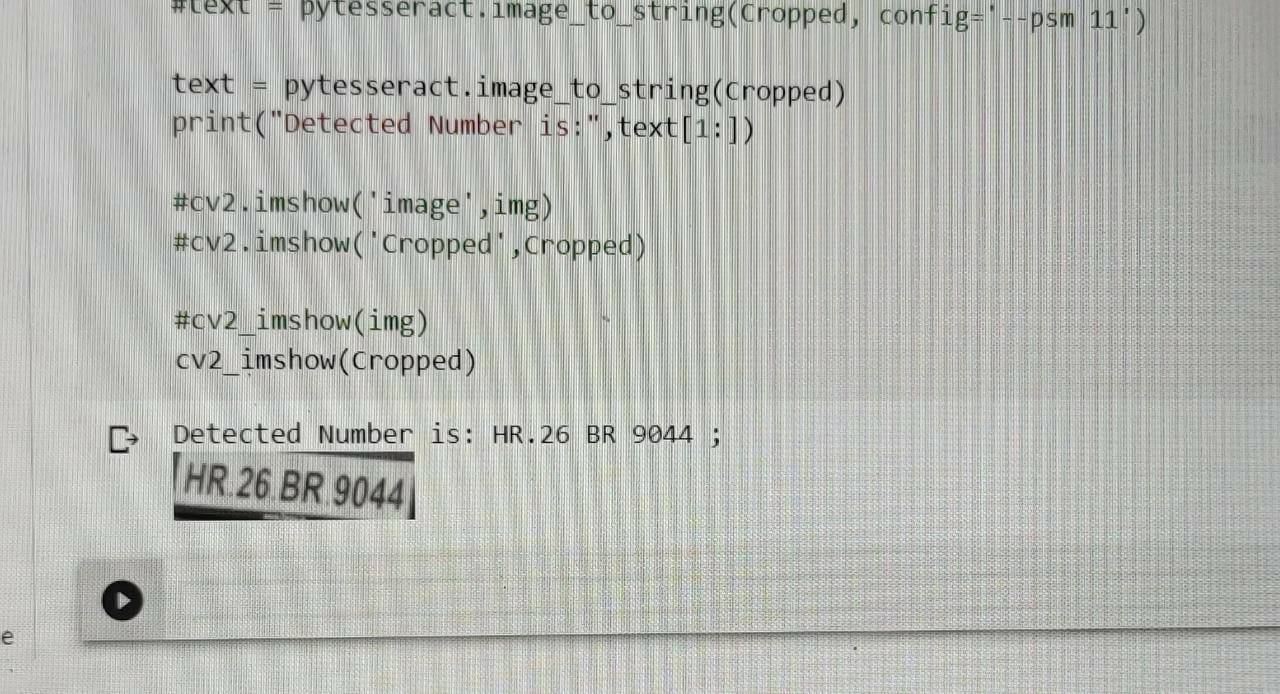 #text = pytesseract.image_to_string(Cropped, config='--psm 11')
text = pytesseract.image_to_string(Cropped)
print("Detected Number is:",text[1:])
#cv2.imshow('image',img)
#cv2.imshow('Cropped',Cropped)
#cv2_imshow(img)
cv2_imshow(Cropped)
Detected Number is: HR.26 BR 9044 ;
HR 26 BR 9044
e